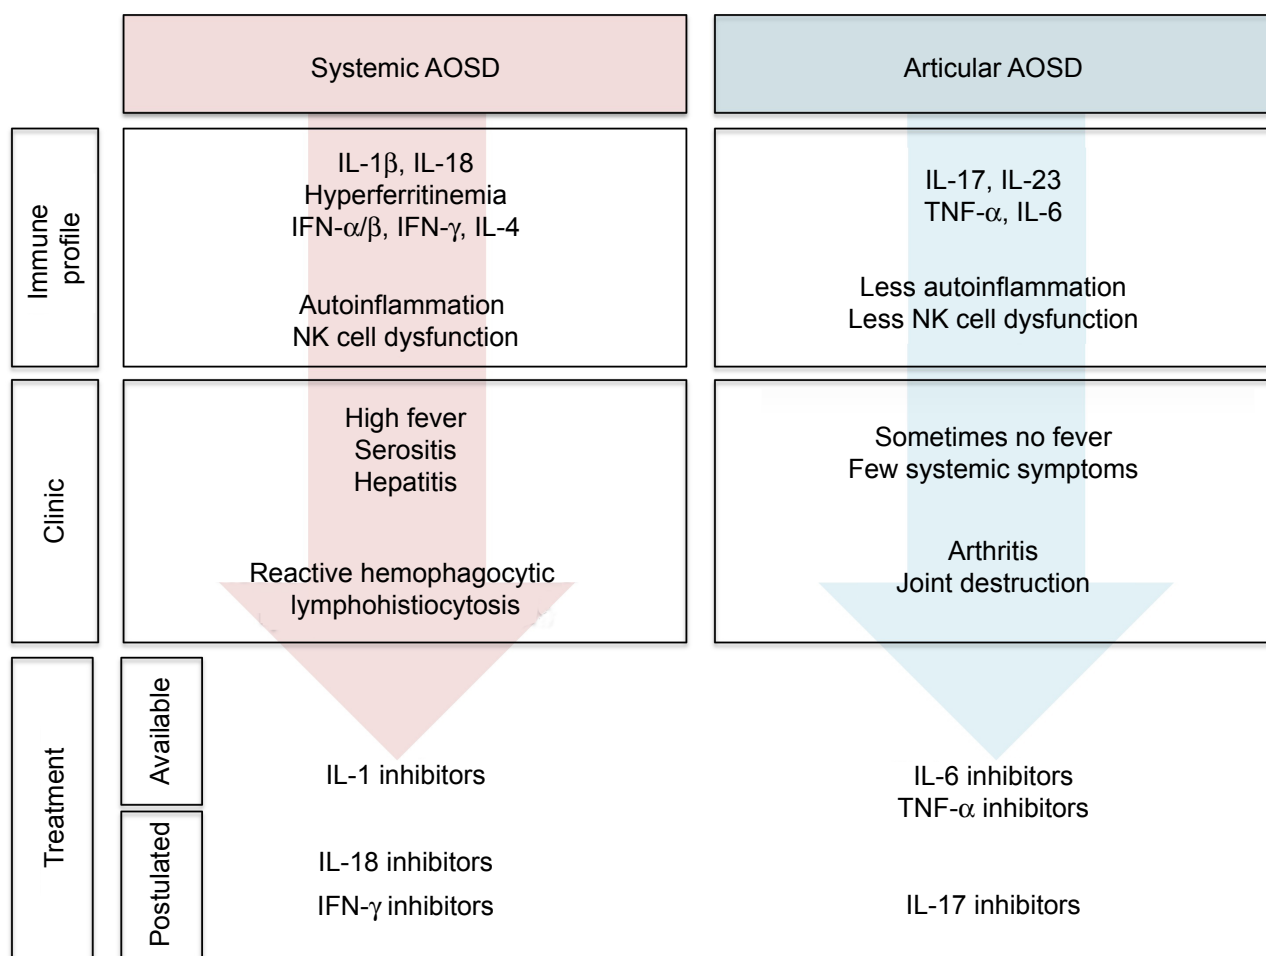 Systemic AOSD
Articular AOSD
Immune
profile
IL-1β, IL-18
Hyperferritinemia
IFN-α/β, IFN-γ, IL-4
Autoinflammation
NK cell dysfunction
IL-17, IL-23
TNF-α, IL-6
Less autoinflammation
Less NK cell dysfunction
Clinic
High fever
Serositis
Hepatitis
Reactive hemophagocytic
lymphohistiocytosis
Sometimes no fever
Few systemic symptoms
Arthritis
Joint destruction
Treatment
Available
IL-1 inhibitors
IL-6 inhibitors
TNF-α inhibitors
Postulated
IL-18 inhibitors
IFN-γ inhibitors
IL-17 inhibitors